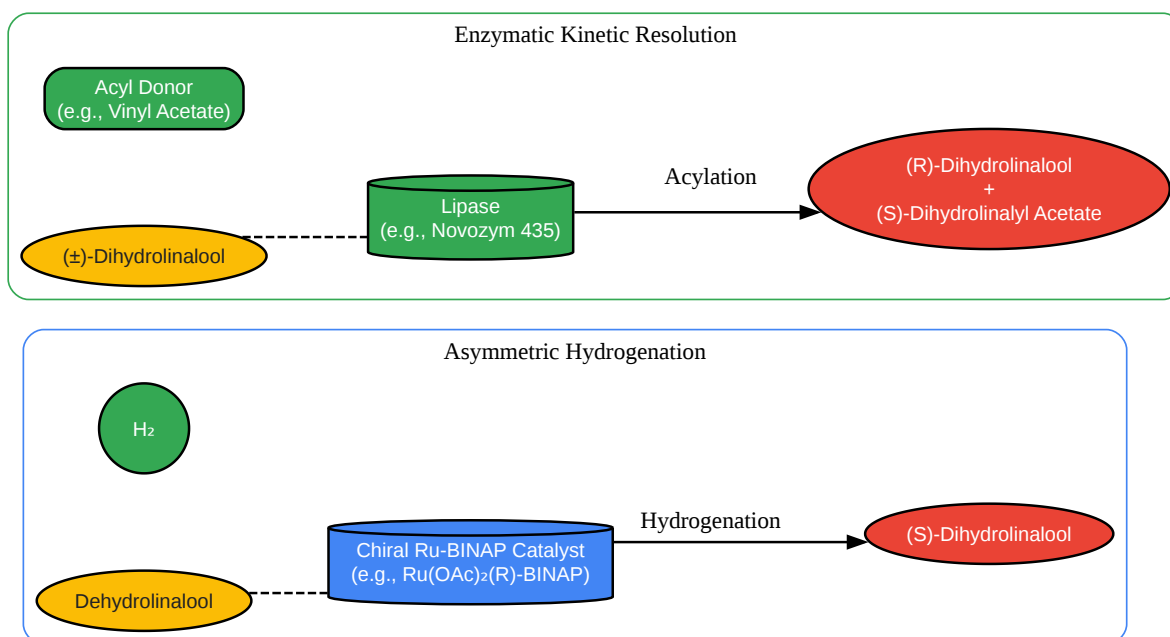 Enzymatic Kinetic Resolution
Acyl Donor
(e.g., Vinyl Acetate)
(±)-Dihydrolinalool
Lipase
(e.g., Novozym 435)
Acylation
(R)-Dihydrolinalool
+
(S)-Dihydrolinalyl Acetate
Asymmetric Hydrogenation
H₂
Dehydrolinalool
Chiral Ru-BINAP Catalyst
(e.g., Ru(OAc)₂(R)-BINAP)
Hydrogenation
(S)-Dihydrolinalool